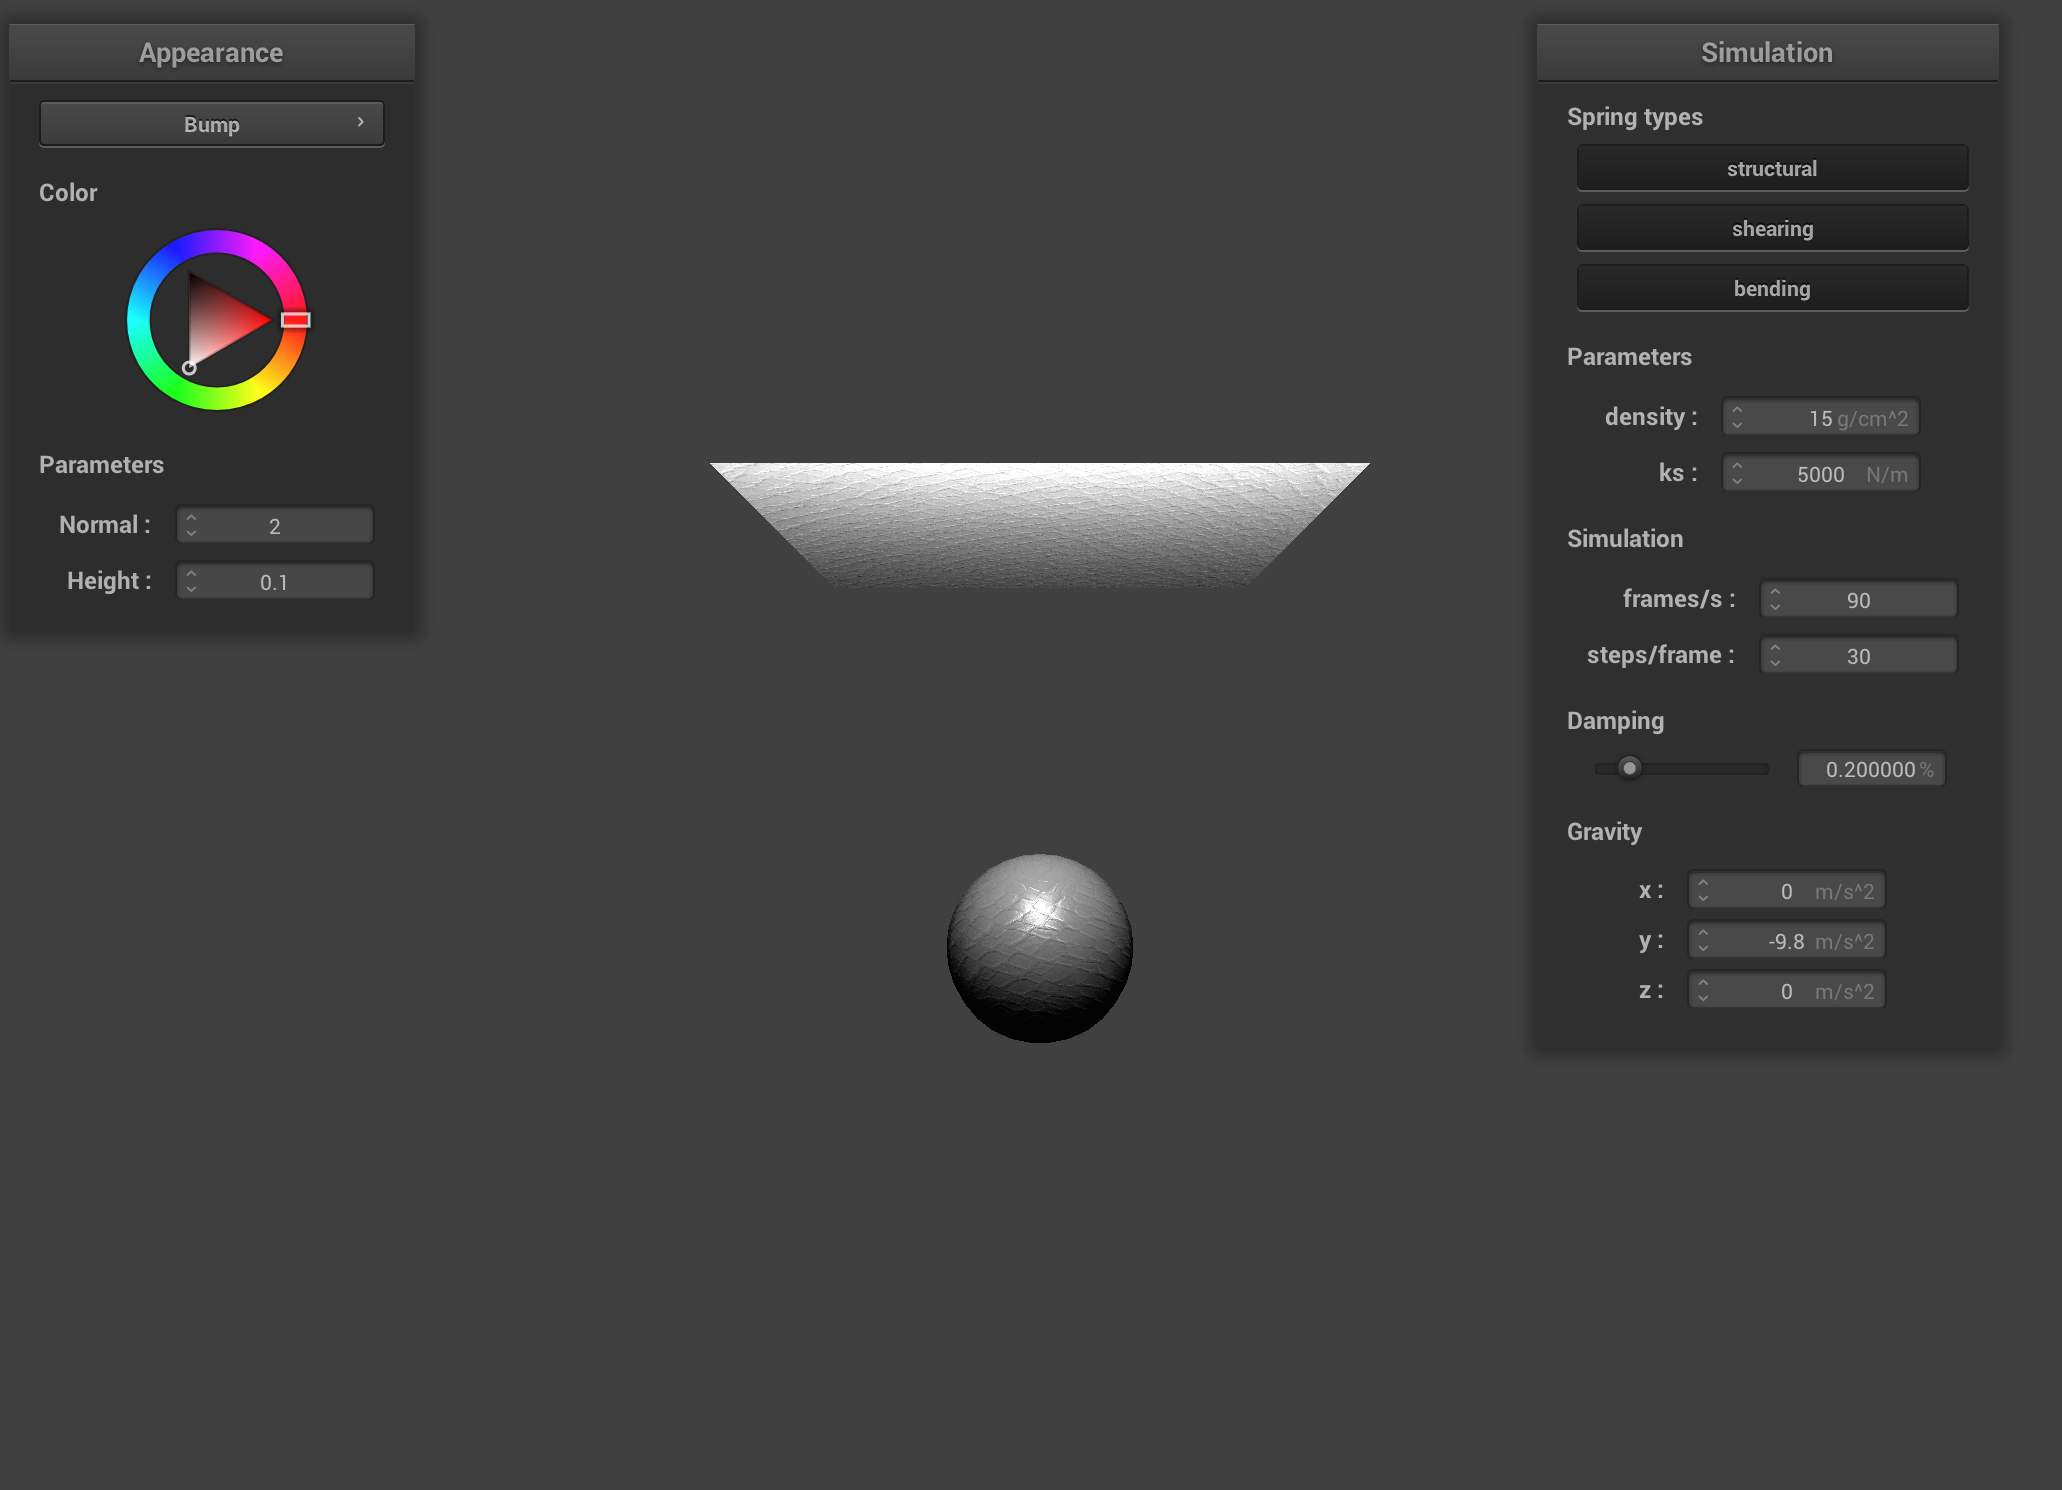 Appearance
Bump
Color
Parameters
Normal : 2
Height : 0.1
Simulation
Spring types
structural
shearing
bending
Parameters
density : 15 g/cm^2
ks : 5000 N/m
Simulation
frames/s : 90
steps/frame : 30
Damping
0.200000 %
Gravity
x : 0 m/s^2
y : -9.8 m/s^2
z : 0 m/s^2